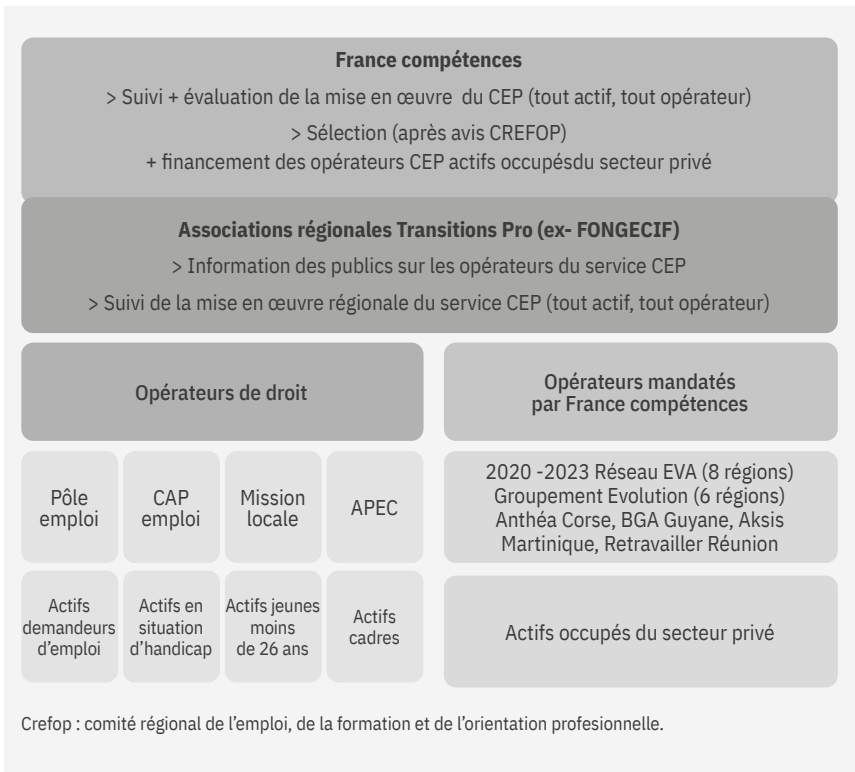 France compétences
> Suivi + évaluation de la mise en œuvre du CEP (tout actif, tout opérateur)
> Sélection (après avis CREFOP)
+ financement des opérateurs CEP actifs occupésdu secteur privé
Associations régionales Transitions Pro (ex- FONGECIF)
> Information des publics sur les opérateurs du service CEP
> Suivi de la mise en œuvre régionale du service CEP (tout actif, tout opérateur)
Opérateurs de droit
Opérateurs mandatés
par France compétences
Pôle
emploi
CAP
emploi
Mission
locale
APEC
2020 -2023 Réseau EVA (8 régions)
Groupement Evolution (6 régions)
Anthéa Corse, BGA Guyane, Aksis
Martinique, Retravailler Réunion
Actifs
demandeurs
d’emploi
Actifs en
situation
d’handicap
Actifs jeunes
moins
de 26 ans
Actifs
cadres
Actifs occupés du secteur privé
Crefop : comité régional de l’emploi, de la formation et de l’orientation profesionnelle.